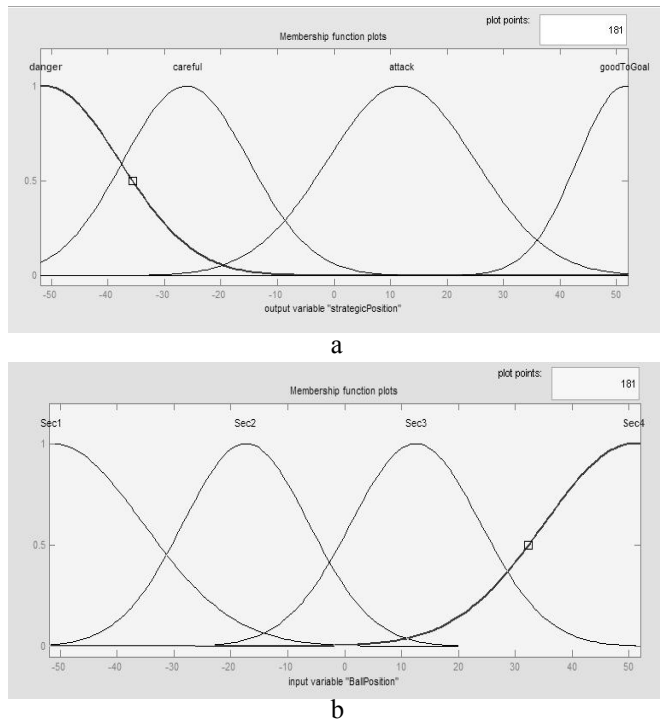 plot points:
181
Membership function plots
danger careful attack goodToGoal
1
0.5
0
-50 -40 -30 -20 -10 0 10 20 30 40 50
output variable "strategicPosition"
a
plot points:
181
Membership function plots
Sec1 Sec2 Sec3 Sec4
1
0.5
0
-50 -40 -30 -20 -10 0 10 20 30 40 50
input variable "BallPosition"
b